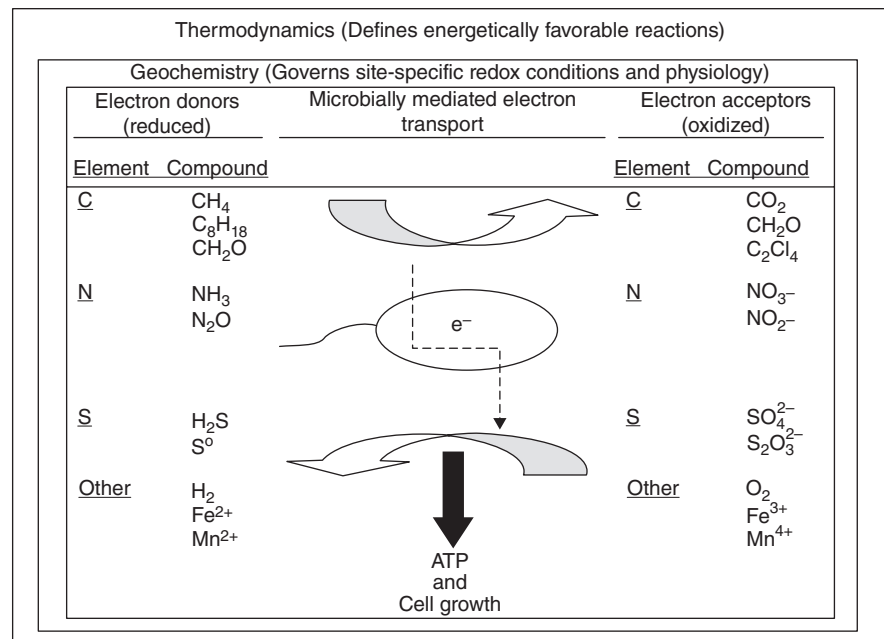 Thermodynamics (Defines energetically favorable reactions)
Geochemistry (Governs site-specific redox conditions and physiology)
Electron donors
(reduced)
Microbially mediated electron
transport
Electron acceptors
(oxidized)
Element Compound
Element Compound
C
CH₄
C₈H₁₈
CH₂O
C
CO₂
CH₂O
C₂Cl₄
N
NH₃
N₂O
e⁻
N
NO₃₋
NO₂₋
S
H₂S
S⁰
S
SO₄²⁻
S₂O₃²⁻
Other
H₂
Fe²⁺
Mn²⁺
Other
O₂
Fe³⁺
Mn⁴⁺
ATP
and
Cell growth